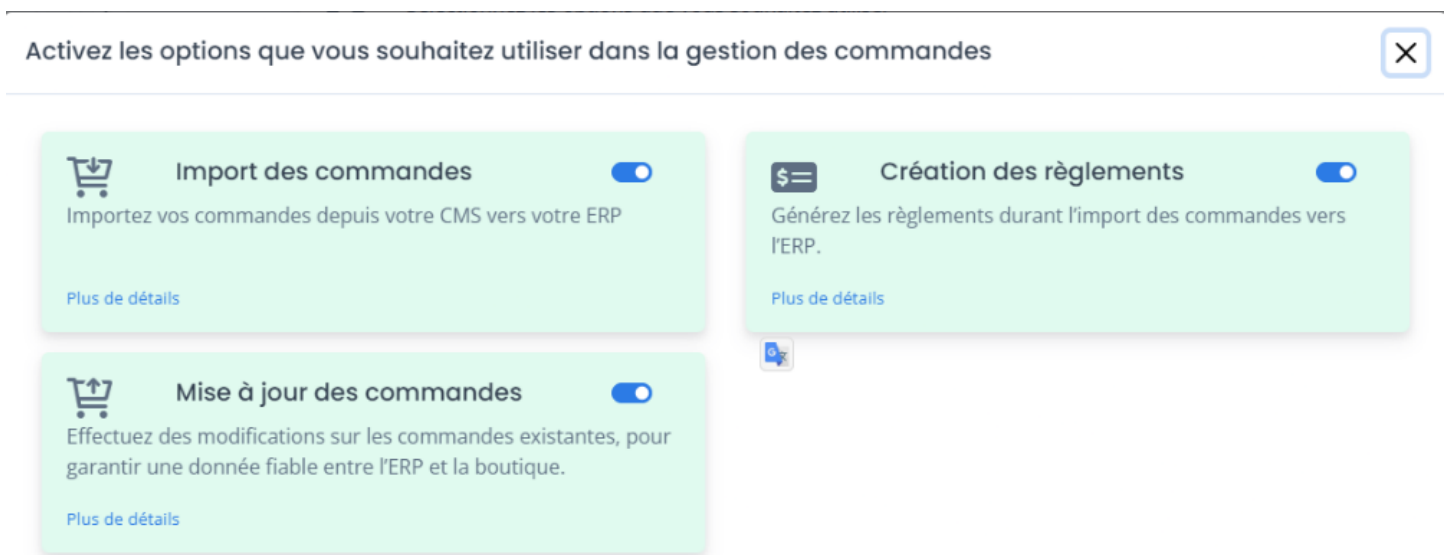 Activez les options que vous souhaitez utiliser dans la gestion des commandes
Import des commandes
Importez vos commandes depuis votre CMS vers votre ERP
Plus de détails
Création des règlements
Générez les règlements durant l'import des commandes vers
l'ERP.
Plus de détails
Mise à jour des commandes
Effectuez des modifications sur les commandes existantes, pour
garantir une donnée fiable entre l'ERP et la boutique.
Plus de détails